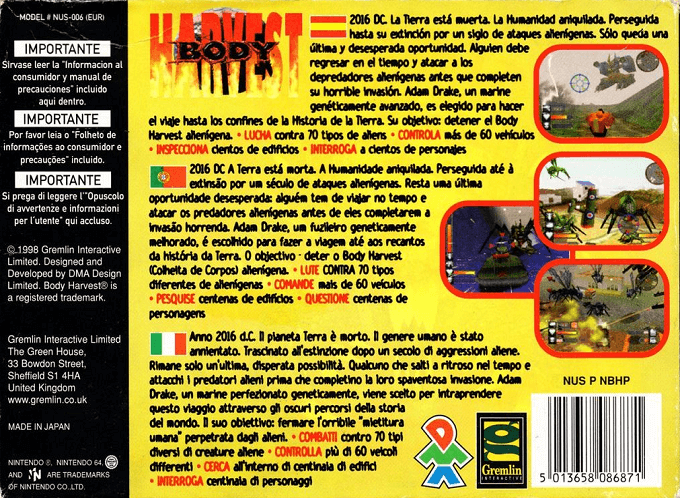 MODEL # NUS-006 (EUR)
IMPORTANTE
Sírvase leer la "Informacion al
consumidor y manual de
precauciones" incluido
aqui dentro.
IMPORTANTE
Por favor leia o "Folheto de
informações ao consumidor e
precauções" incluido.
IMPORTANTE
Si prega di leggere l'"Opuscolo
di avvertenze e informazioni
per l'utente" qui accluso.
© 1998 Gremlin Interactive
Limited. Designed and
Developed by DMA Design
Limited. Body Harvest® is
a registered trademark.
Gremlin Interactive Limited
The Green House,
33 Bowdon Street,
Sheffield S1 4HA
United Kingdom
www.gremlin.co.uk
MADE IN JAPAN
NINTENDO ®, NINTENDO 64, ®
AND N ARE TRADEMARKS
OF NINTENDO CO., LTD.
HARVEST
BODY
2016 DC. La Tierra está muerta. La Humanidad aniquilada. Perseguida
hasta su extinción por un siglo de ataques alienígenas. Sólo queda una
última y desesperada oportunidad. Alguien debe
regresar en el tiempo y atacar a los
depredadores alienígenas antes que completen
su horrible invasión. Adam Drake, un marine
genéticamente avanzado, es elegido para hacer
el viaje hasta los confines de la Historia de la Tierra. Su objetivo: detener el Body
Harvest alienígena. • LUCHA contra 70 tipos de aliens • CONTROLA más de 60 vehículos
• INSPECCIONA cientos de edificios • INTERROGA a cientos de personajes
2016 DC A Terra está morta. A Humanidade aniquilada. Perseguida até à
extinsão por um século de ataques alienígenas. Resta uma última
oportunidade desesperada: alguém tem de viajar no tempo e
atacar os predadores alienígenas antes de eles completarem a
invasão horrenda. Adam Drake, um fuzileiro geneticamente
melhorado, é escolhido para fazer a viagem até aos recantos
da história da Terra. O objectivo - deter o Body Harvest
(Colheita de Corpos) alienígena. • LUTE CONTRA 70 tipos
diferentes de alienígenas • COMANDE mais de 60 veículos
• PESQUISE centenas de edifícios • QUESTIONE centenas de
personagens
Anno 2016 d.C. Il pianeta Terra è morto. Il genere umano è stato
annientato. Trascinato all'estinzione dopo un secolo di aggressioni aliene.
Rimane solo un'ultima, disperata possibilità. Qualcuno che salti a ritroso nel tempo e
attacchi i predatori alieni prima che completino la loro spaventosa invasione. Adam
Drake, un marine perfezionato geneticamente, viene scelto per intraprendere
questo viaggio attraverso gli oscuri percorsi della storia
del mondo. Il suo obiettivo: fermare l'orribile "mietitura
umana" perpetrata dagli alieni. • COMBATTI contro 70 tipi
diversi di creature aliene • CONTROLLA più di 60 veicoli
differenti • CERCA all'interno di centinaia di edifici
• INTERROGA centinaia di personaggi
DMA
g
Gremlin
INTERACTIVE
NUS P NBHP
5 013658 086871